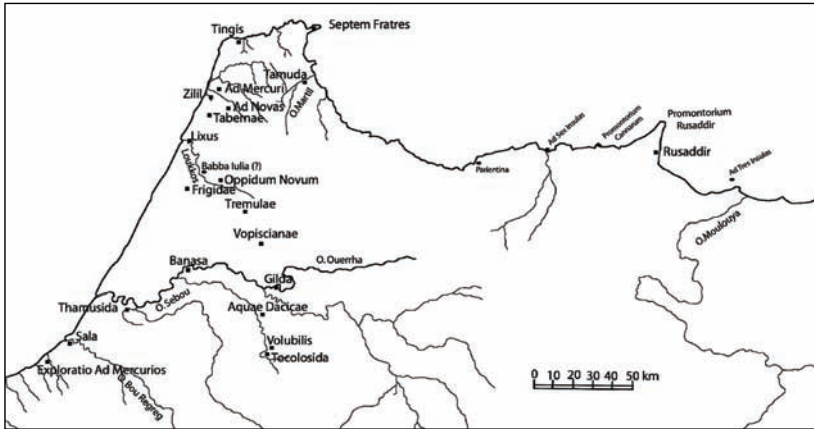 Tingis
Septem Fratres
Tamuda
Ad Mercuri
Zilil
O.Martil
Ad Novas
Tabernae
Lixus
Loukkos
Babba Iulia (?)
Oppidum Novum
Frigidae
Tremulae
Vopiscianae
Parientina
Ad Sex Insulas
Promontorium
Cannarum
Promontorium
Rusaddir
Rusaddir
Ad Tres Insulas
O.Moulouya
Banasa
O. Ouerrha
Gilda
Thamusida
O.Sebou
Aquae Dacicae
Sala
Volubilis
Tocolosida
Exploratio Ad Mercurios
O. Bou Regreg
0 10 20 30 40 50 km